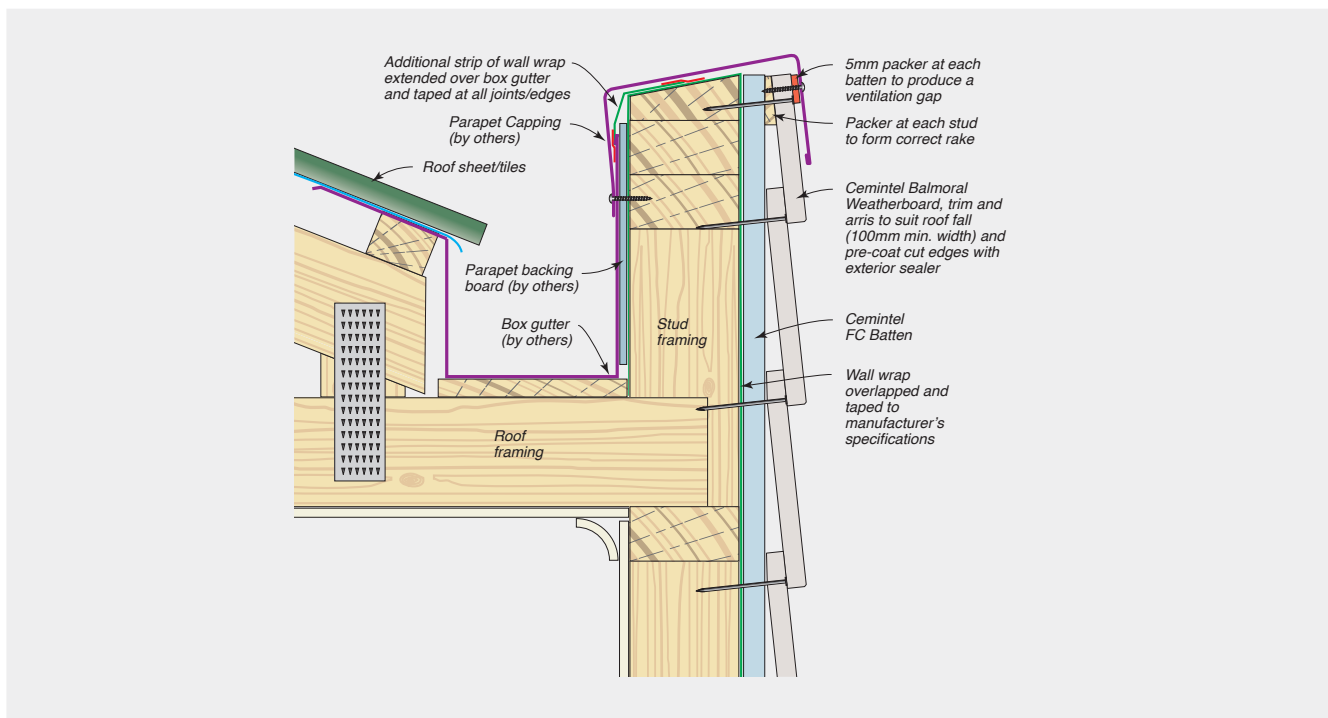 Additional strip of wall wrap
extended over box gutter
and taped at all joints/edges
Parapet Capping
(by others)
Roof sheet/tiles
Parapet backing
board (by others)
Box gutter
(by others)
Stud
framing
Roof
framing
5mm packer at each
batten to produce a
ventilation gap
Packer at each stud
to form correct rake
Cemintel Balmoral
Weatherboard, trim and
arris to suit roof fall
(100mm min. width) and
pre-coat cut edges with
exterior sealer
Cemintel
FC Batten
Wall wrap
overlapped and
taped to
manufacturer's
specifications